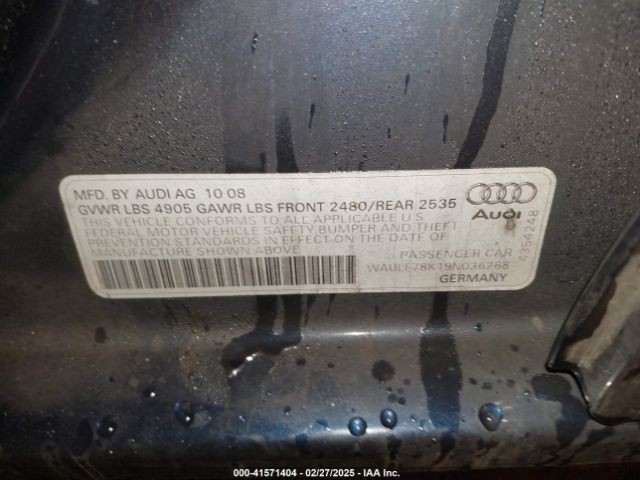 MFD. BY AUDI AG 10 08
GVWR LBS 4905 GAWR LBS FRONT 2480/REAR 2535
THIS VEHICLE CONFORMS TO ALL APPLICABLE U S
FEDERAL MOTOR VEHICLE SAFETY BUMPER AND THEFT
PREVENTION STANDARDS IN EFFECT ON THE DATE OF
MANUFACTURE SHOWN ABOVE
PASSENGER CAR
WAULF78K19N036268
GERMANY
Audi
4354248
000-41571404 - 02/27/2025 - IAA Inc.